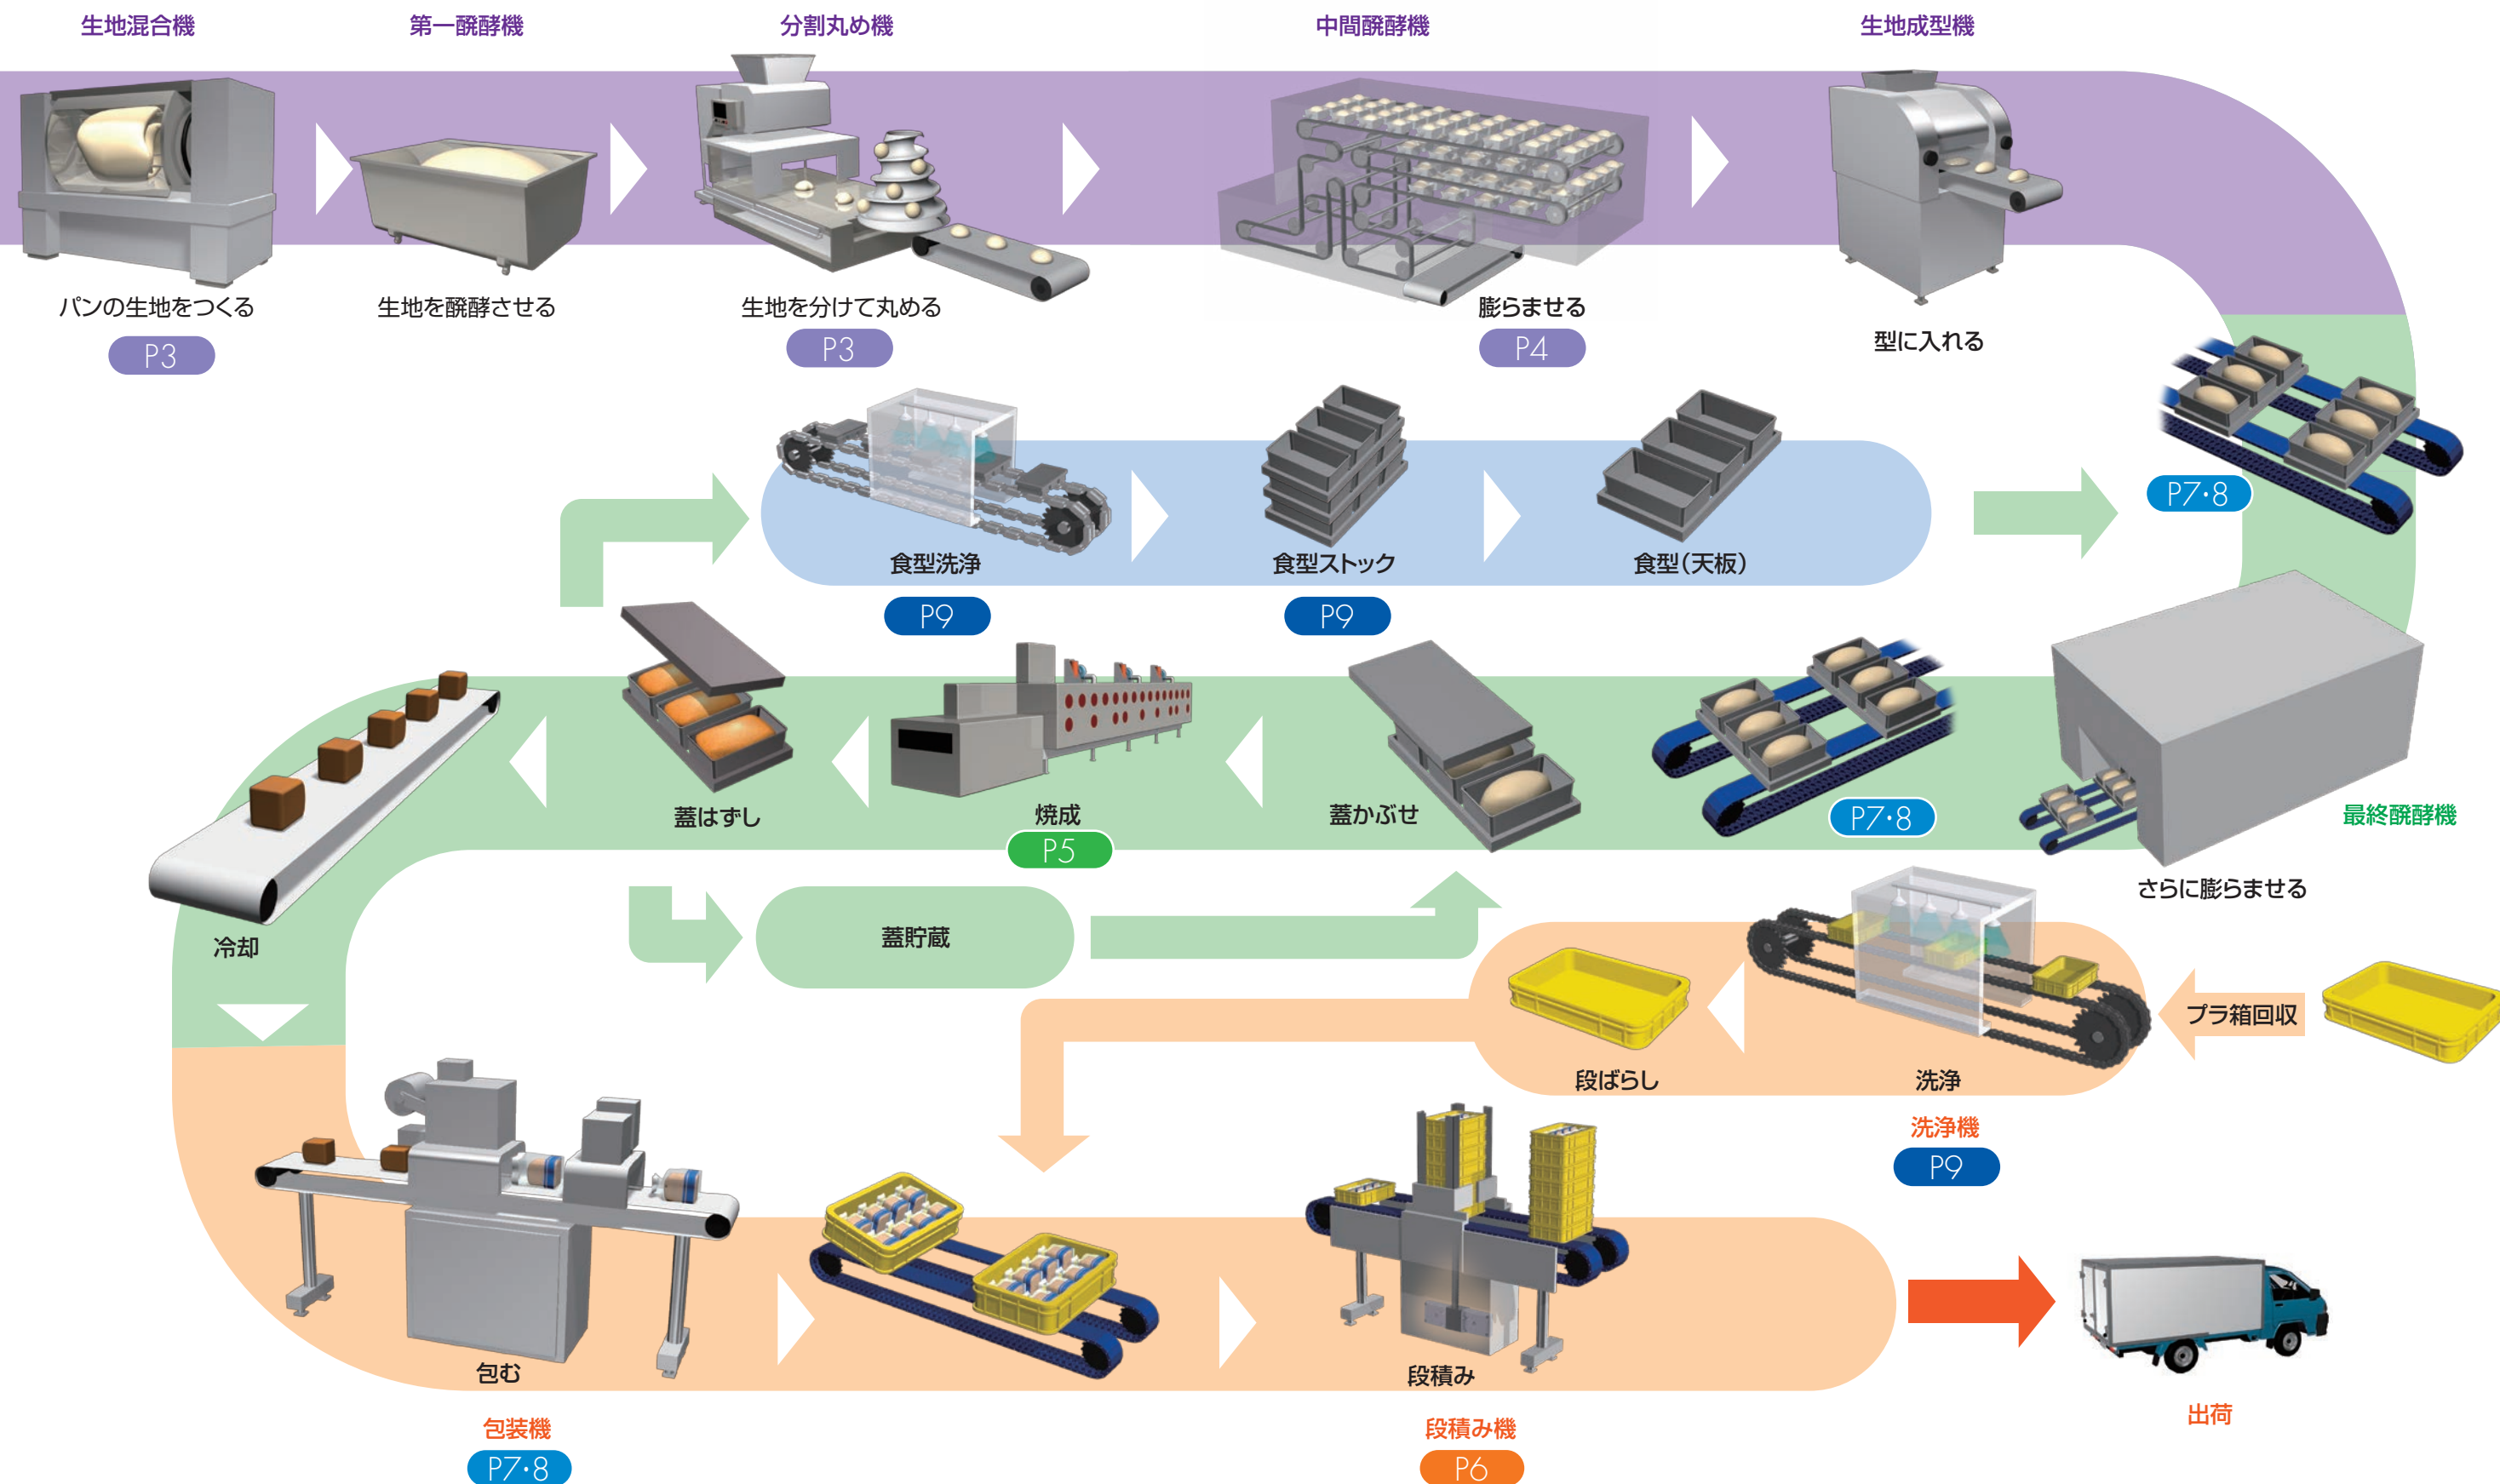 生地混合機
第一醗酵機
分割丸め機
中間醗酵機
生地成型機
パンの生地をつくる
P3
生地を醗酵させる
生地を分けて丸める
P3
膨らませる
P4
型に入れる
P7・8
食型洗浄
P9
食型ストック
P9
食型(天板)
最終醗酵機
さらに膨らませる
P7・8
蓋かぶせ
焼成
P5
蓋はずし
冷却
蓋貯蔵
プラ箱回収
洗浄
洗浄機
P9
段ばらし
包む
包装機
P7・8
段積み
段積み機
P6
出荷